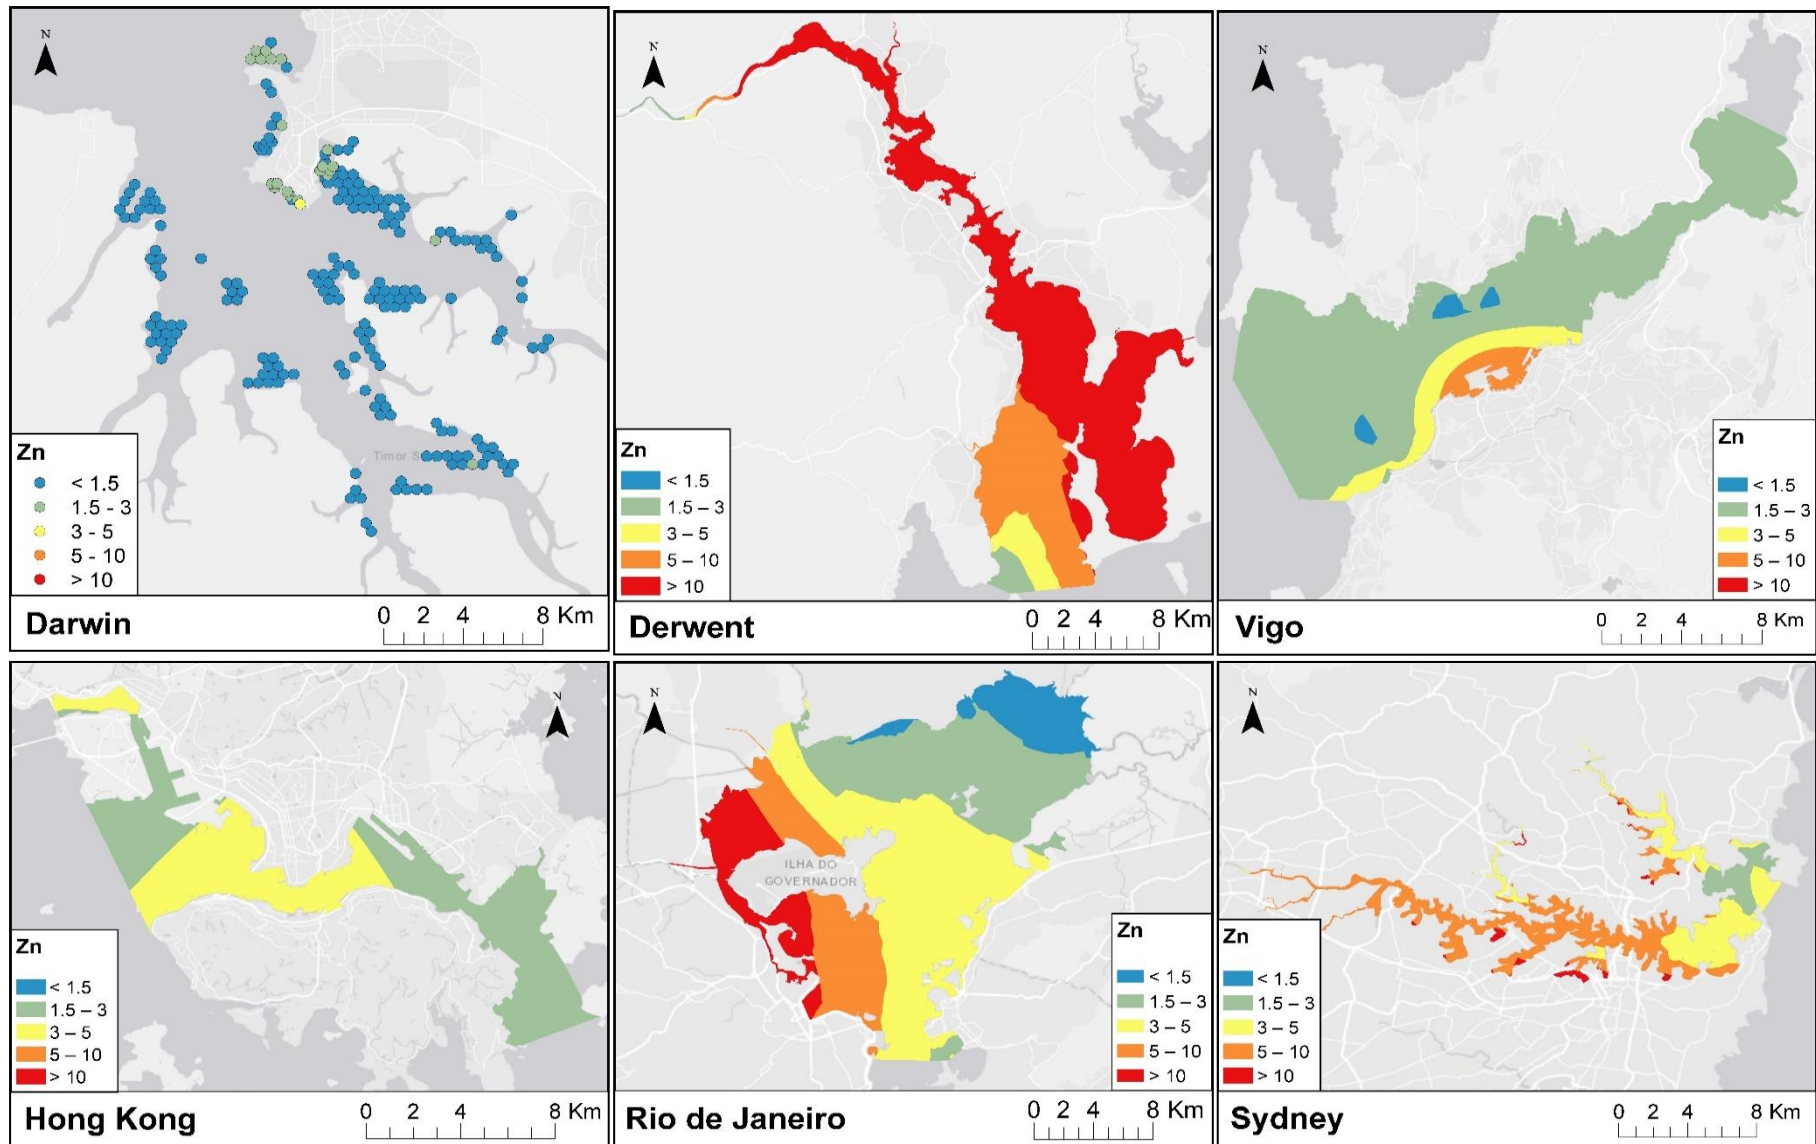 N
Timor S
Zn
< 1.5
1.5 - 3
3 - 5
5 - 10
> 10
Darwin
0 2 4 8 Km
N
Zn
< 1.5
1.5 – 3
3 – 5
5 – 10
> 10
Derwent
0 2 4 8 Km
N
Zn
< 1.5
1.5 – 3
3 – 5
5 – 10
> 10
Vigo
0 2 4 8 Km
N
Zn
< 1.5
1.5 – 3
3 – 5
5 – 10
> 10
Hong Kong
0 2 4 8 Km
N
ILHA DO
GOVERNADOR
Zn
< 1.5
1.5 – 3
3 – 5
5 – 10
> 10
Rio de Janeiro
0 2 4 8 Km
N
Zn
< 1.5
1.5 – 3
3 – 5
5 – 10
> 10
Sydney
0 2 4 8 Km